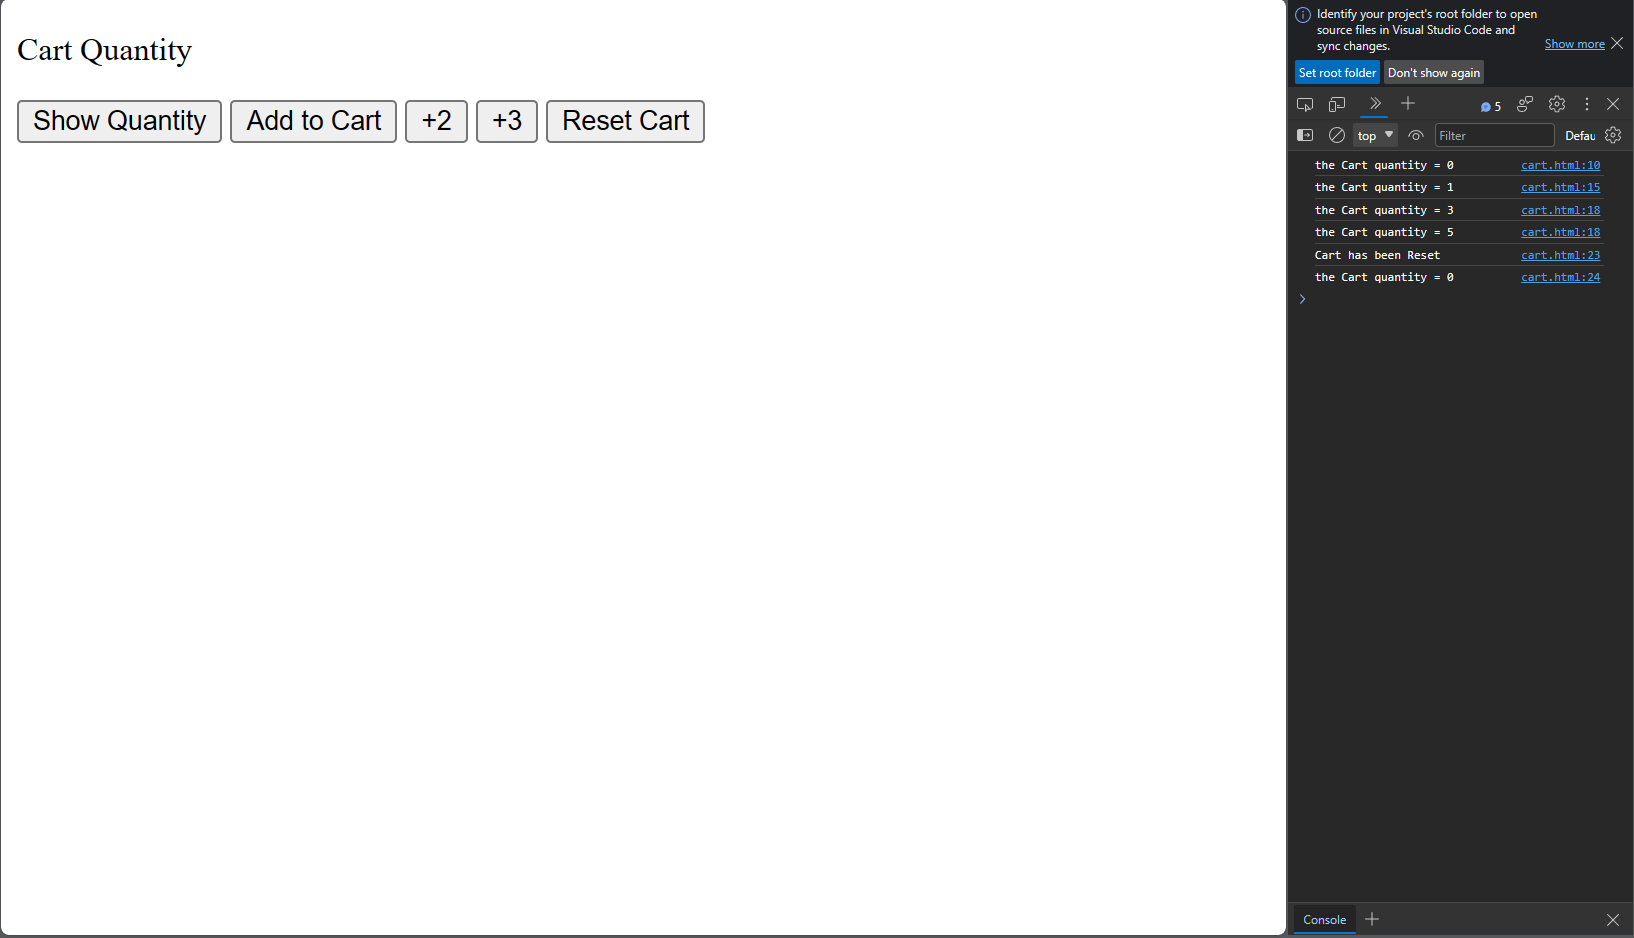 Cart Quantity
Show Quantity Add to Cart +2 +3 Reset Cart
Identify your project's root folder to open
source files in Visual Studio Code and
sync changes.
Show more
Set root folder Don't show again
5
top Filter Defau
the Cart quantity = 0 cart.html:10
the Cart quantity = 1 cart.html:15
the Cart quantity = 3 cart.html:18
the Cart quantity = 5 cart.html:18
Cart has been Reset cart.html:23
the Cart quantity = 0 cart.html:24
Console